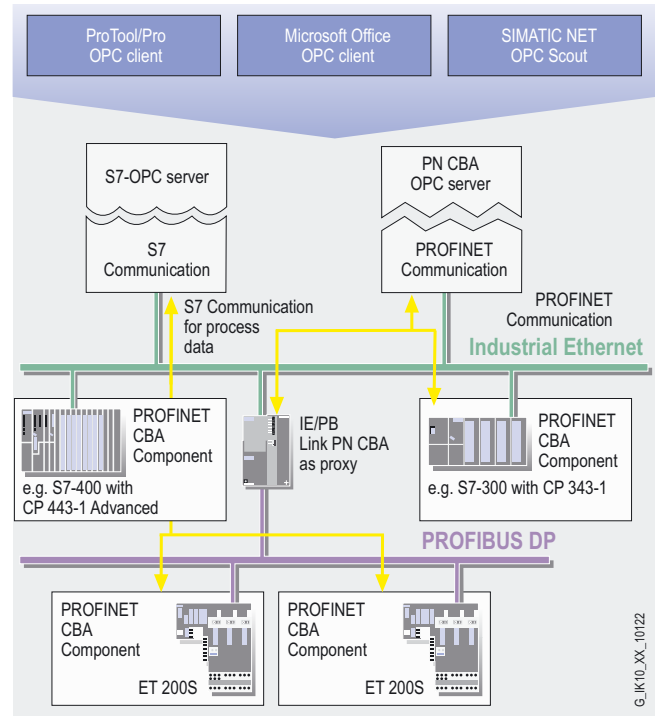 ProTool/Pro
OPC client
Microsoft Office
OPC client
SIMATIC NET
OPC Scout
S7-OPC server
PN CBA
OPC server
S7
Communication
PROFINET
Communication
S7 Communication
for process
data
PROFINET
Communication
Industrial Ethernet
PROFINET
CBA
Component
e.g. S7-400 with
CP 443-1 Advanced
IE/PB
Link PN CBA
as proxy
PROFINET
CBA
Component
e.g. S7-300 with CP 343-1
PROFIBUS DP
PROFINET
CBA
Component
ET 200S
PROFINET
CBA
Component
ET 200S
G_IK10_XX_10122